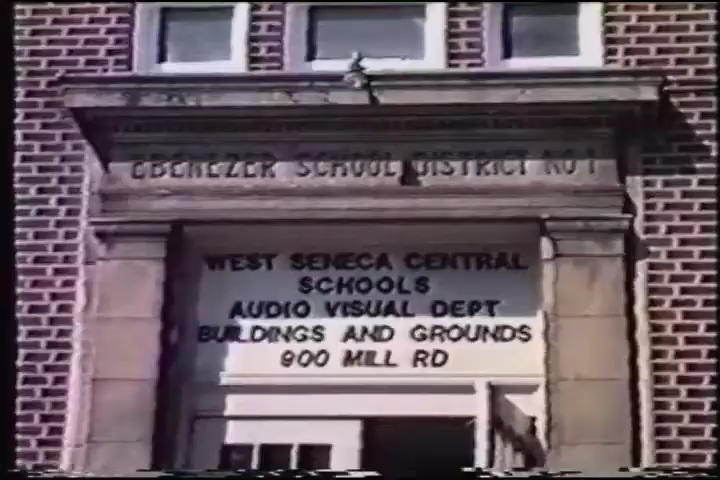 EBENEZER SCHOOL DISTRICT NO 1
WEST SENECA CENTRAL
SCHOOLS
AUDIO VISUAL DEPT
BUILDINGS AND GROUNDS
900 MILL RD